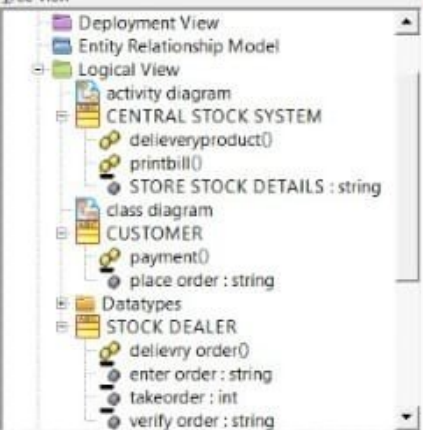 Deployment View
Entity Relationship Model
Logical View
activity diagram
CENTRAL STOCK SYSTEM
delieveryproduct()
printbill()
STORE STOCK DETAILS : string
class diagram
CUSTOMER
payment()
place order : string
Datatypes
STOCK DEALER
delievry order()
enter order : string
takeorder : int
verify order : string